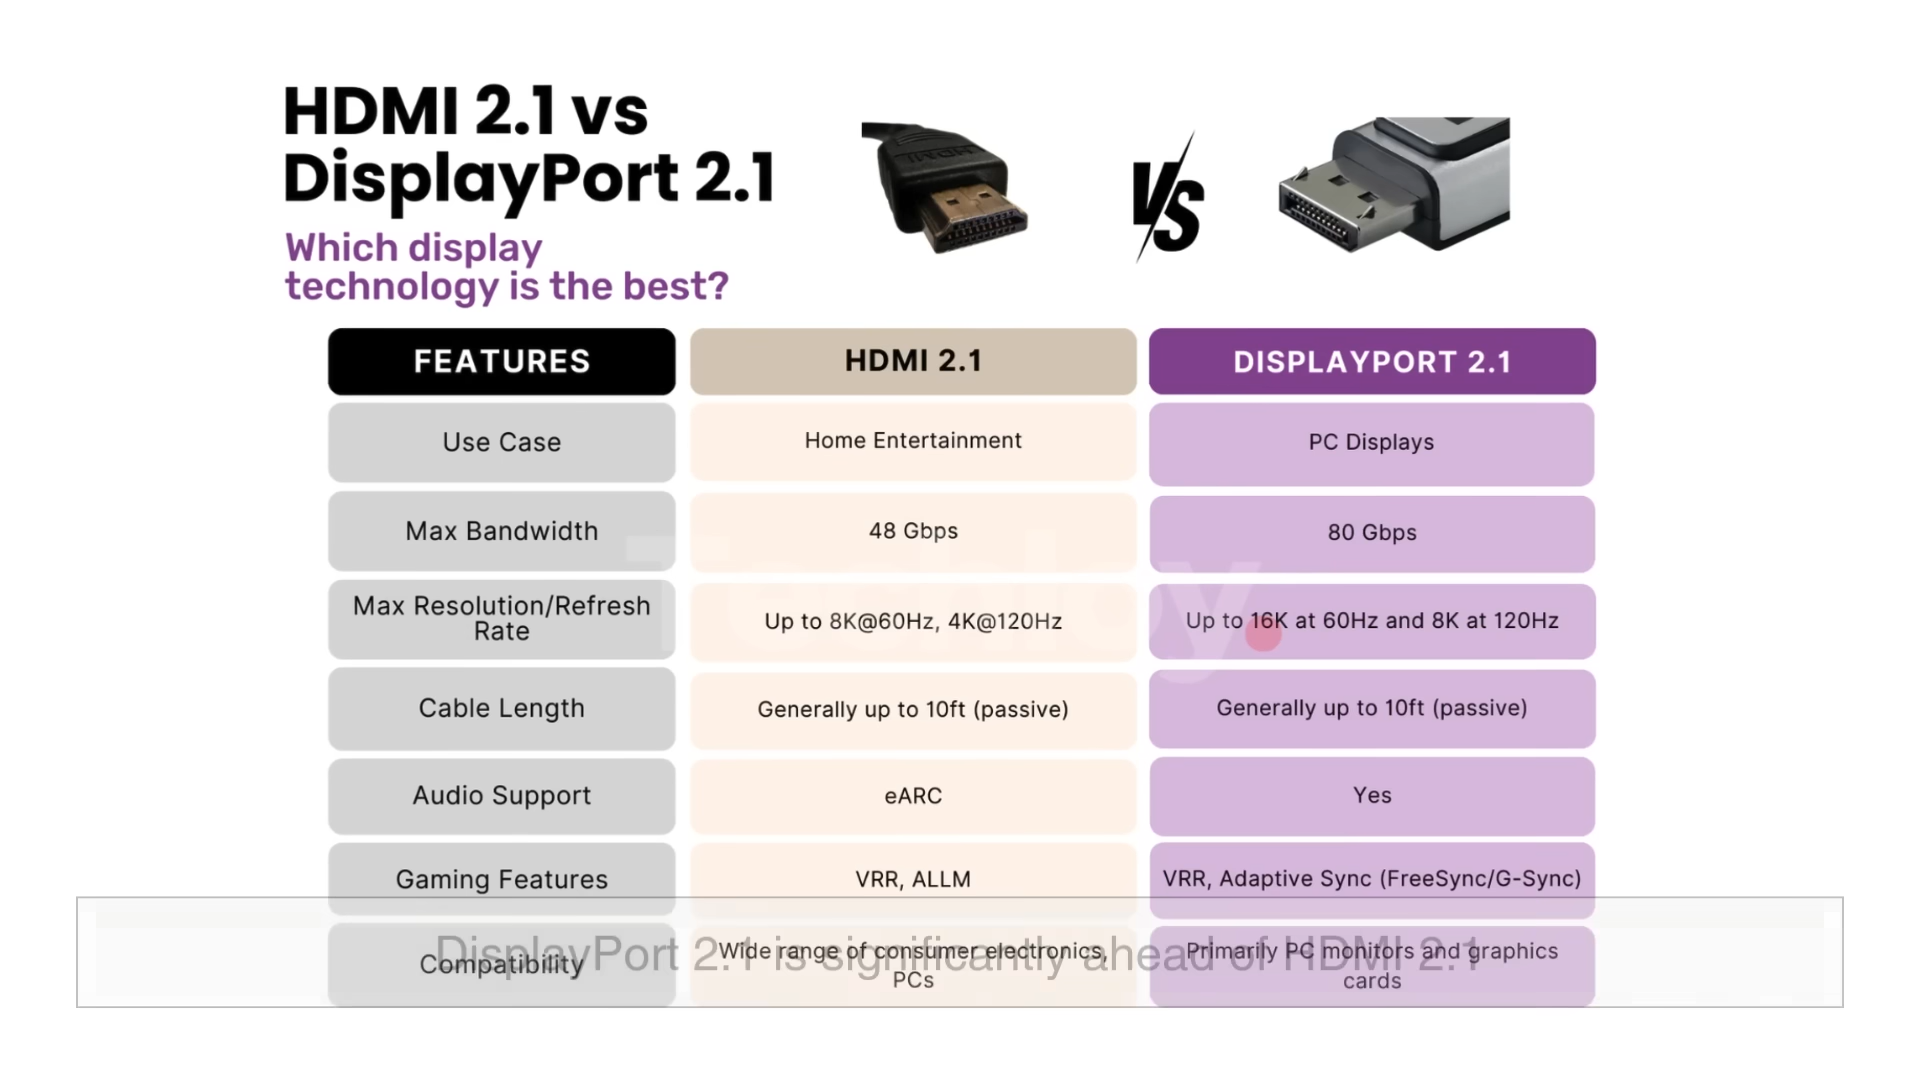 HDMI 2.1 vs
DisplayPort 2.1
Which display
technology is the best?
HDMI
VS
FEATURES
HDMI 2.1
DISPLAYPORT 2.1
Use Case
Home Entertainment
PC Displays
Max Bandwidth
48 Gbps
80 Gbps
Max Resolution/Refresh
Rate
Up to 8K@60Hz, 4K@120Hz
Up to 16K at 60Hz and 8K at 120Hz
Cable Length
Generally up to 10ft (passive)
Generally up to 10ft (passive)
Audio Support
eARC
Yes
Gaming Features
VRR, ALLM
VRR, Adaptive Sync (FreeSync/G-Sync)
Compatibility
Wide range of consumer electronics,
PCs
Primarily PC monitors and graphics
cards
Techloy.
DisplayPort 2.1 is significantly ahead of HDMI 2.1